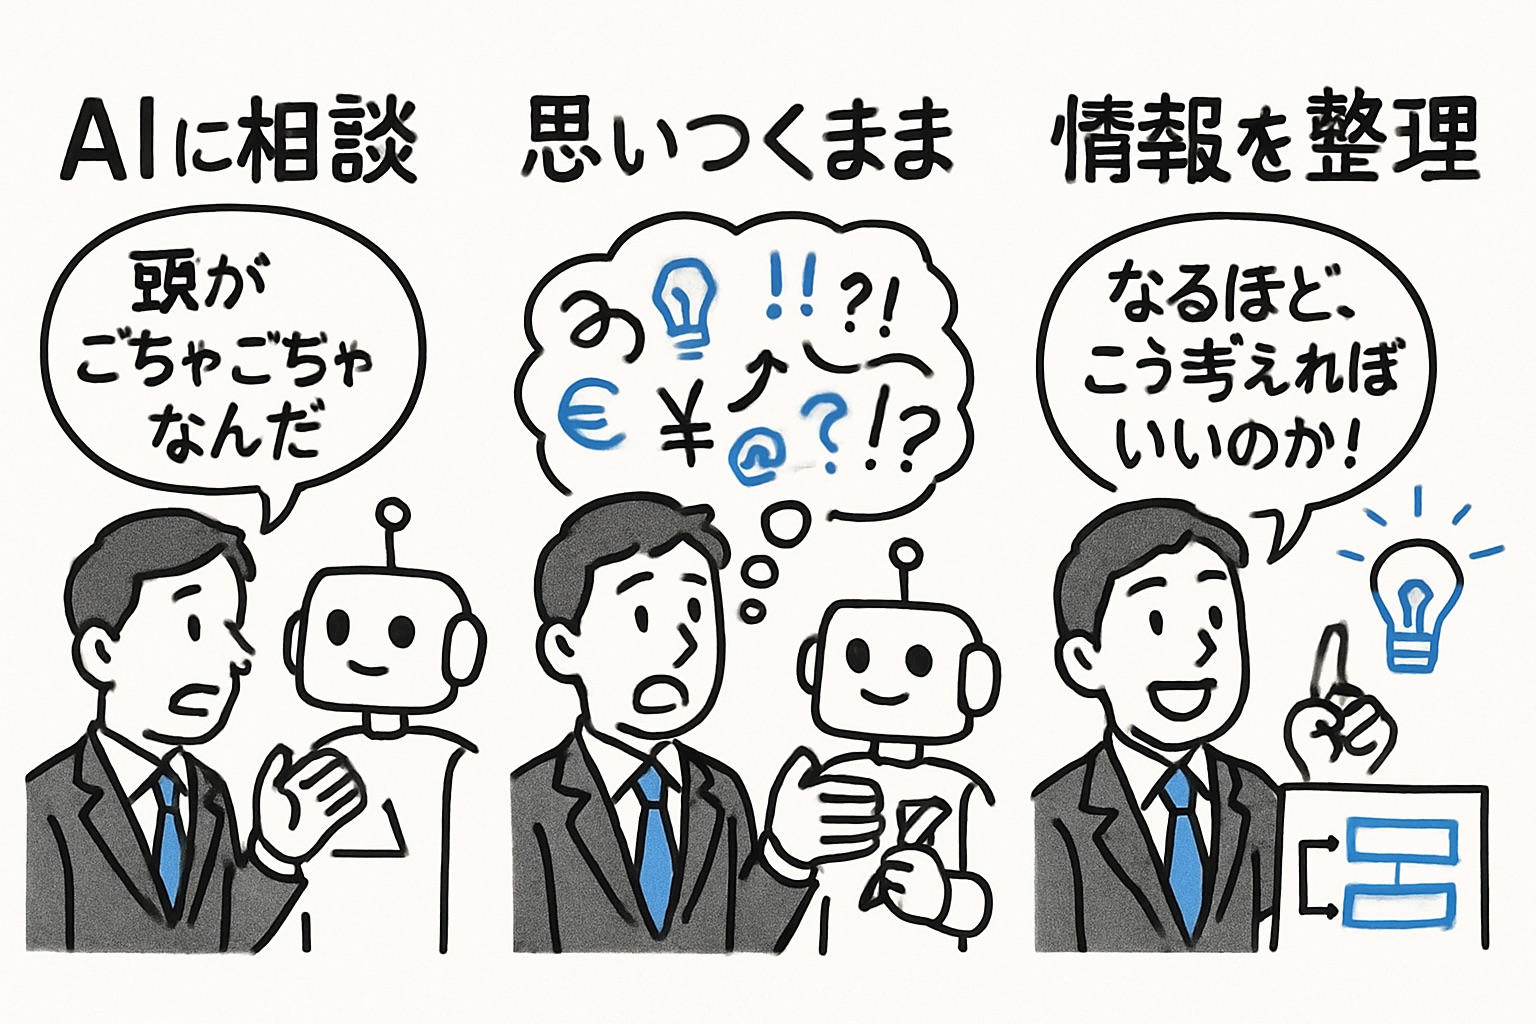 AIに相談
頭が
ごちゃごちゃ
なんだ
思いつくまま
!! ?!
€ ¥ @ ? !?
情報を整理
なるほど、
こう考えれば
いいのか!